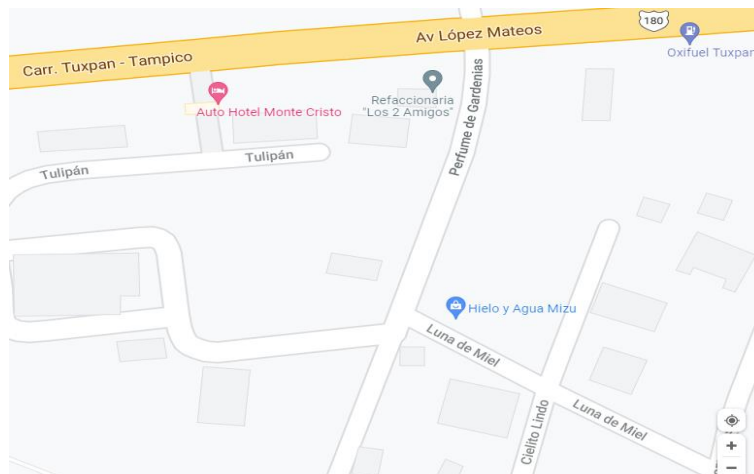 180
Av López Mateos
Oxifuel Tuxpan
Carr. Tuxpan - Tampico
Auto Hotel Monte Cristo
Refaccionaria
"Los 2 Amigos"
Perfume de Gardenias
Tulipán
Tulipán
Hielo y Agua Mizu
Luna de Miel
Luna de Miel
Cielito Lindo